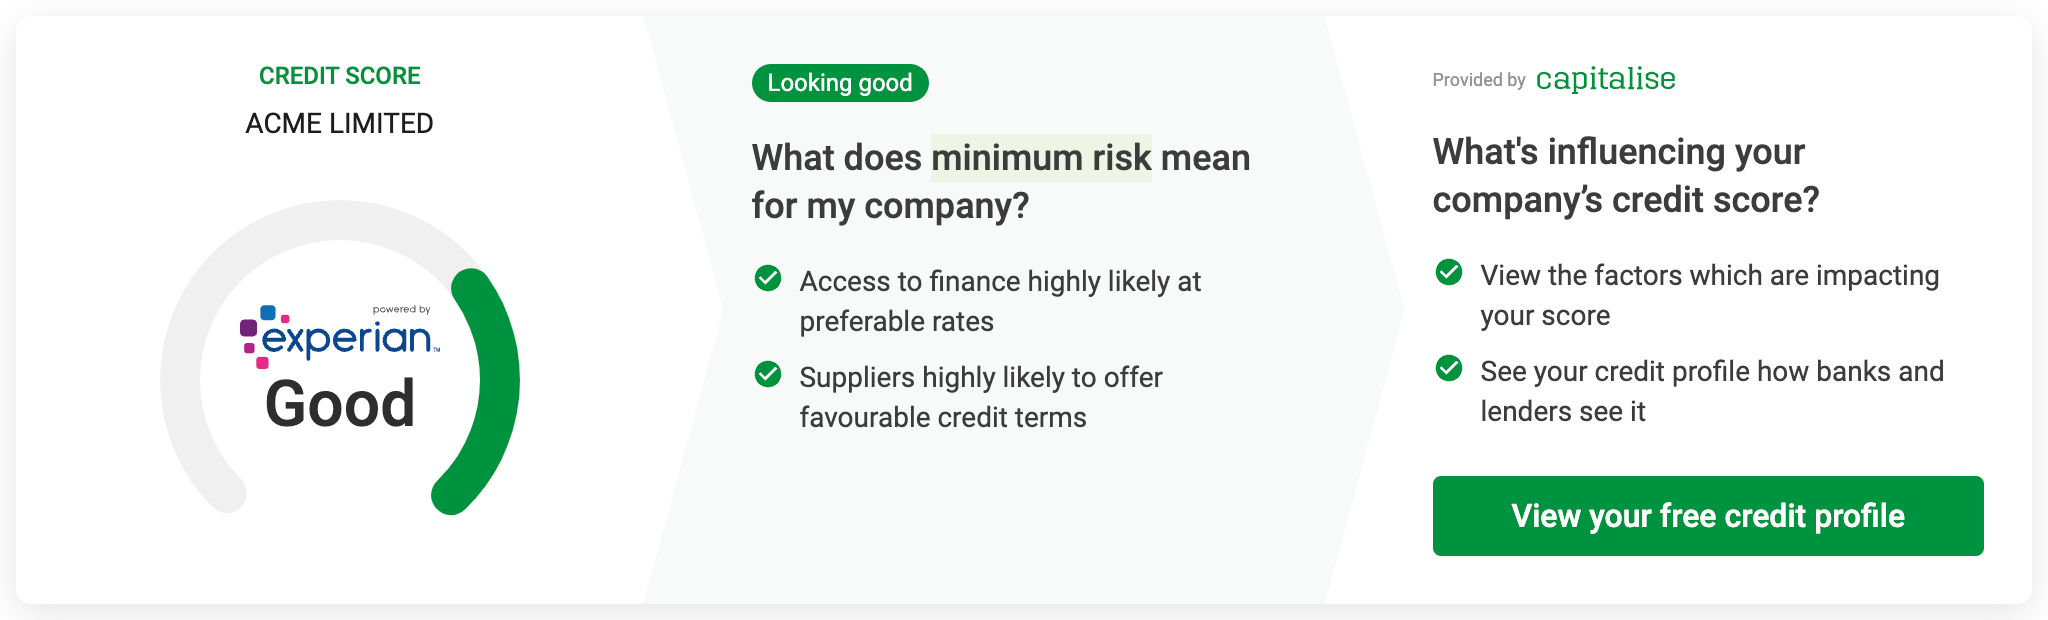 CREDIT SCORE
ACME LIMITED
powered by
experian™
Good
Looking good
What does minimum risk mean
for my company?
Access to finance highly likely at
preferable rates
Suppliers highly likely to offer
favourable credit terms
Provided by capitalise
What's influencing your
company’s credit score?
View the factors which are impacting
your score
See your credit profile how banks and
lenders see it
View your free credit profile